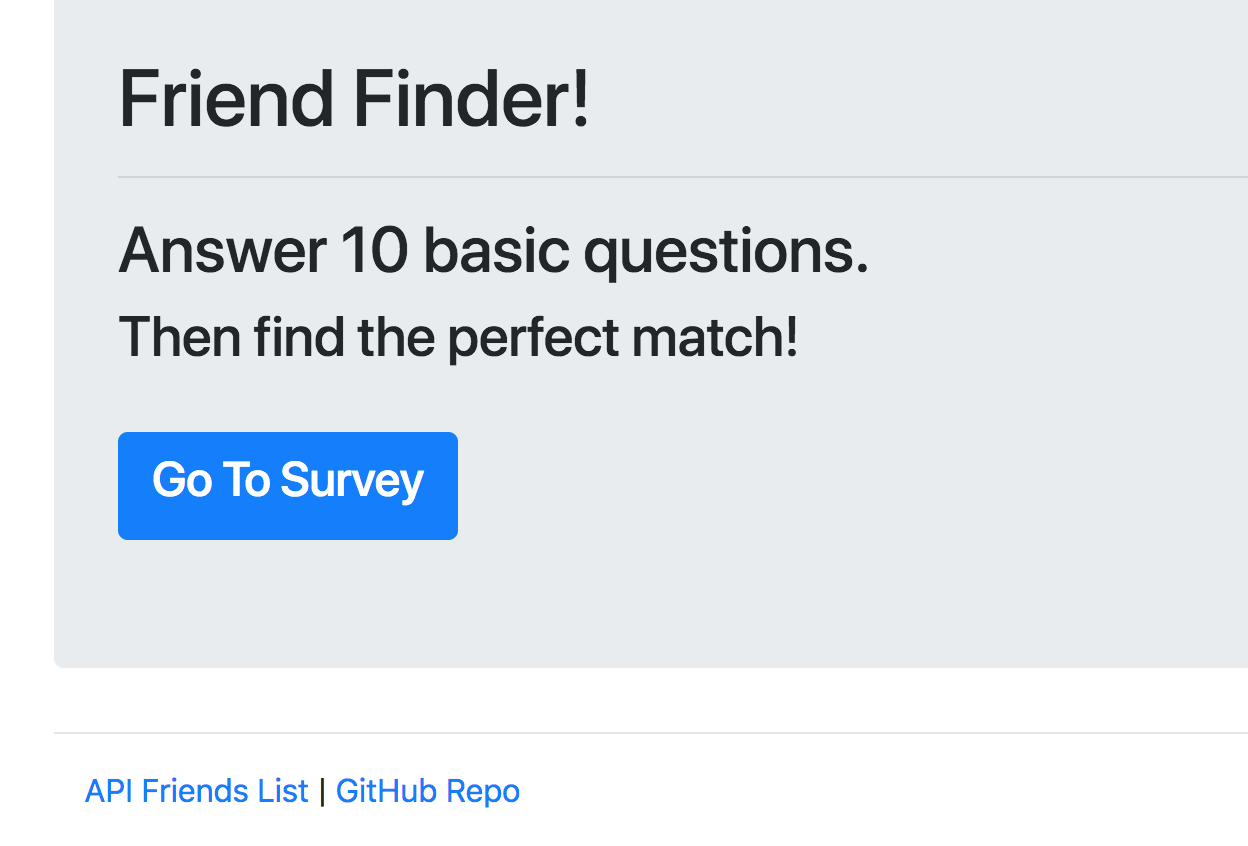 Friend Finder!
Answer 10 basic questions.
Then find the perfect match!
Go To Survey
API Friends List | GitHub Repo